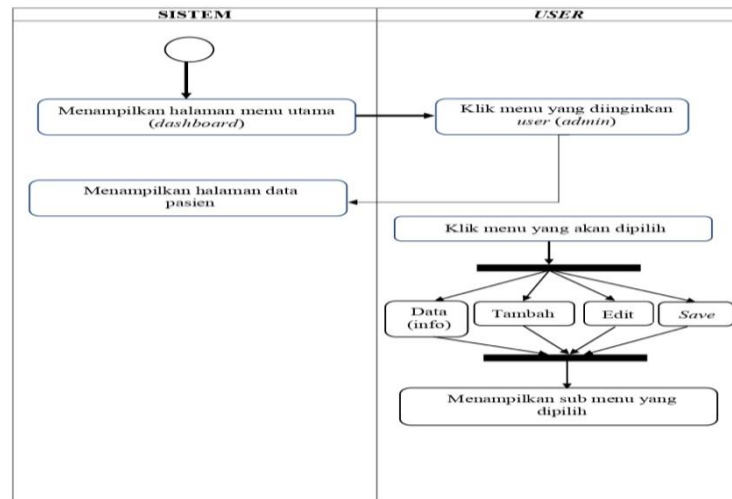 SISTEM
USER
Menampilkan halaman menu utama
(dashboard)
Klik menu yang diinginkan
user (admin)
Menampilkan halaman data
pasien
Klik menu yang akan dipilih
Data
(info)
Tambah
Edit
Save
Menampilkan sub menu yang
dipilih